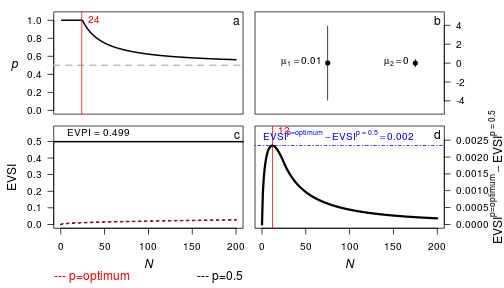 a
24
p
1.0
0.8
0.6
0.4
0.2
0.0
b
μ1 = 0.01
μ2 = 0
4
2
0
-2
-4
c
EVPI = 0.499
EVSI
0.5
0.4
0.3
0.2
0.1
0.0
0 50 100 150 200
N
d
12
EVSI^p=optimum − EVSI^p = 0.5 = 0.002
0.0025
0.0020
0.0015
0.0010
0.0005
0.0000
EVSI^p=optimum − EVSI^p = 0.5
0 50 100 150 200
N
--- p=optimum
--- p=0.5